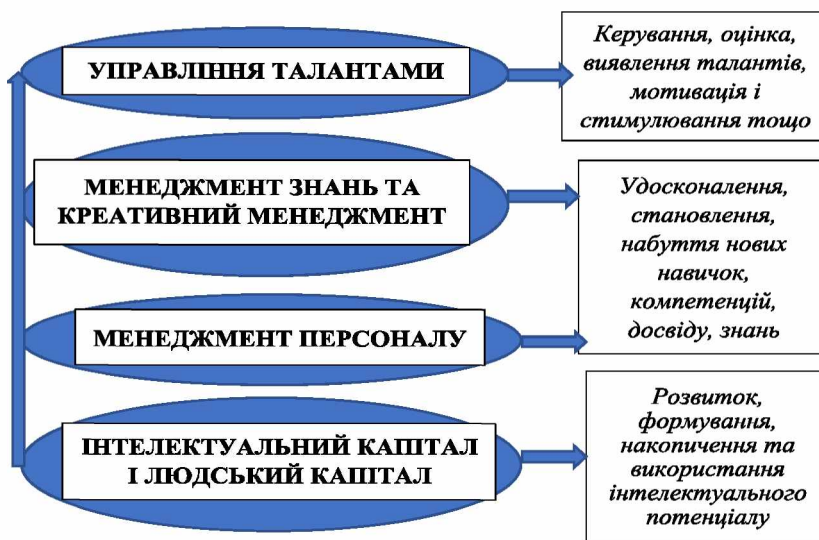 УПРАВЛІННЯ ТАЛАНТАМИ
Керування, оцінка,
виявлення талантів,
мотивація і
стимулювання тощо
МЕНЕДЖМЕНТ ЗНАНЬ ТА
КРЕАТИВНИЙ МЕНЕДЖМЕНТ
Удосконалення,
становлення,
набуття нових
навичок,
компетенцій,
досвіду, знань
МЕНЕДЖМЕНТ ПЕРСОНАЛУ
ІНТЕЛЕКТУАЛЬНИЙ КАПІТАЛ
І ЛЮДСЬКИЙ КАПІТАЛ
Розвиток,
формування,
накопичення та
використання
інтелектуального
потенціалу